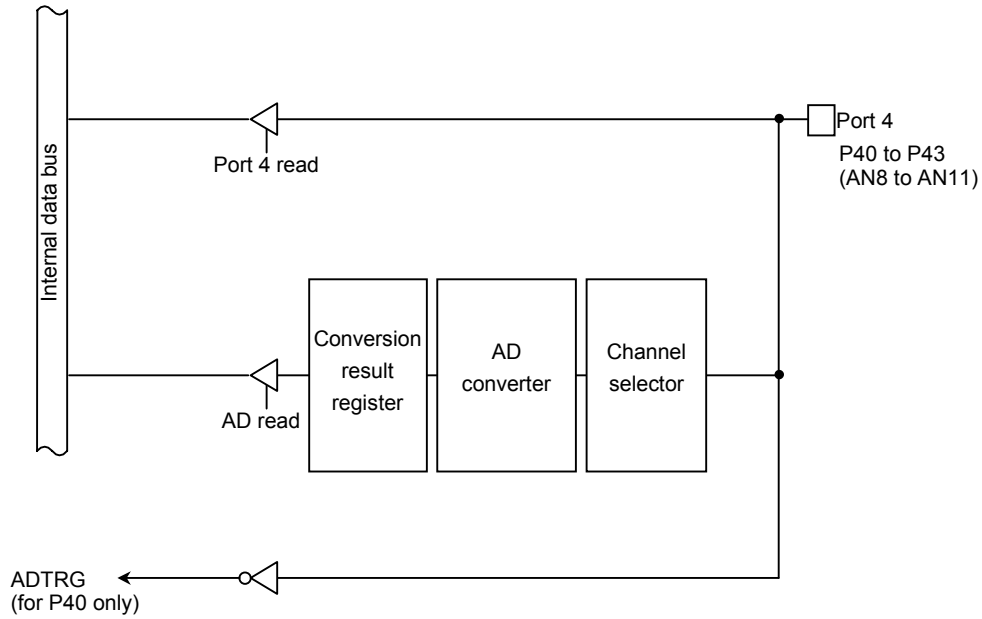 Internal data bus
Port 4 read
Port 4
P40 to P43
(AN8 to AN11)
Conversion
result
register
AD
converter
Channel
selector
AD read
ADTRG
(for P40 only)